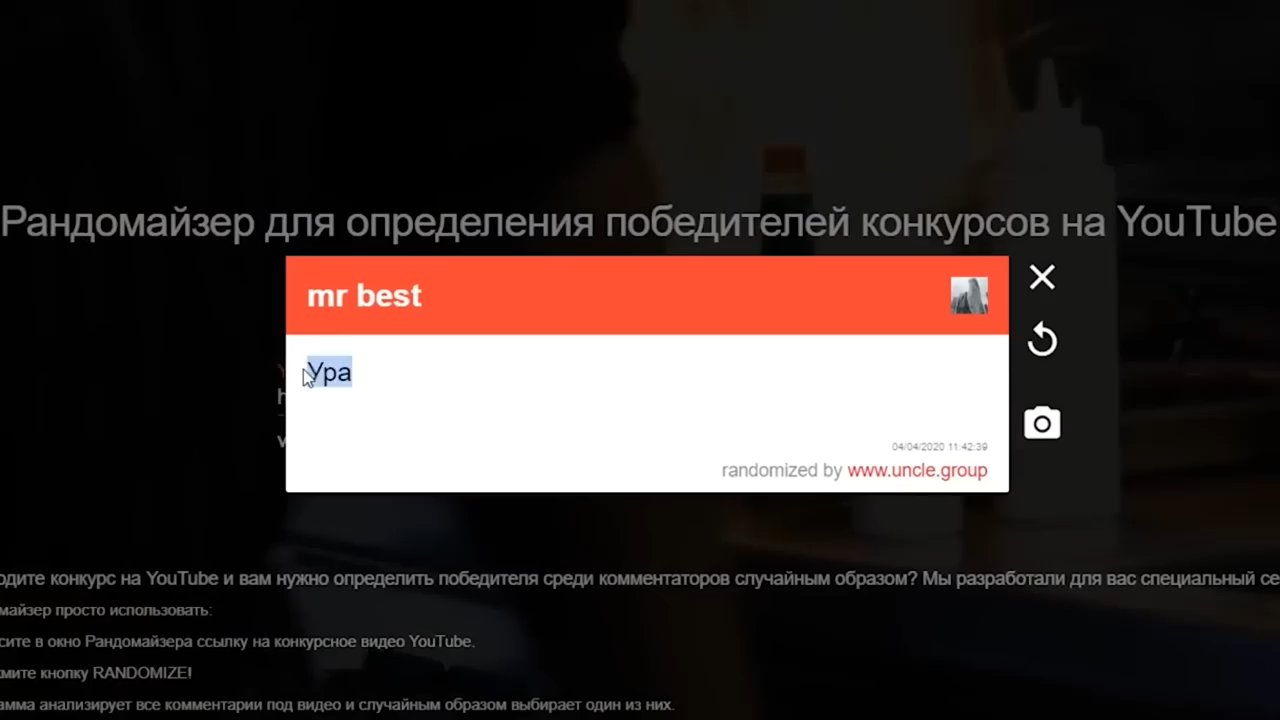 Рандомайзер для определения победителей конкурсов на YouTube
mr best
Ура
04/04/2020 11:42:39
randomized by www.uncle.group
одите конкурс на YouTube и вам нужно определить победителя среди комментаторов случайным образом? Мы разработали для вас специальный се
майзер просто использовать:
сите в окно Рандомайзера ссылку на конкурсное видео YouTube.
мите кнопку RANDOMIZE!
амма анализирует все комментарии под видео и случайным образом выбирает один из них.